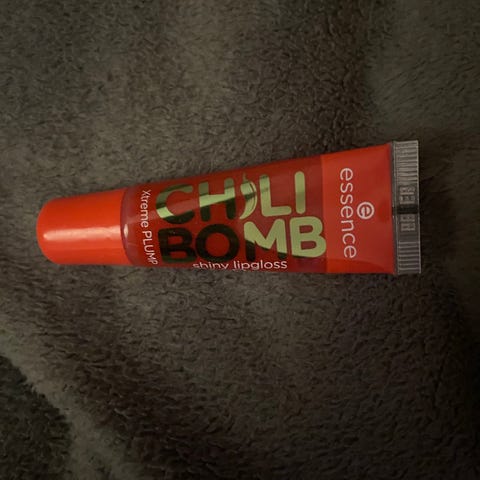 Xtreme PLUMP
CHILI
BOMB
shiny lipgloss
e
essence